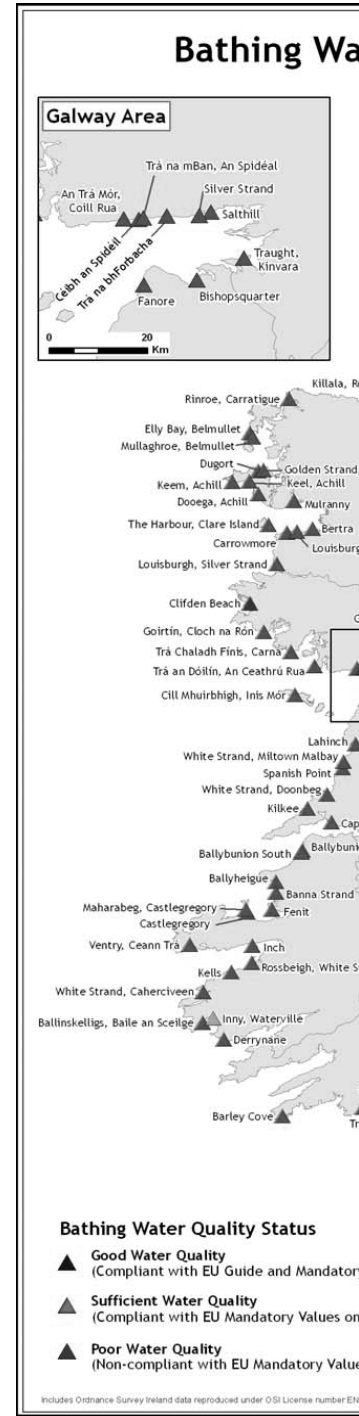 Bathing Wa
Galway Area
Trá na mBan, An Spidéal
An Trá Mór,
Coill Rua
Silver Strand
Salthill
Céibh an Spidéil
Trá na bhForbacha
Traught,
Kinvara
Fanore
Bishopsquarter
0 20
Km
Killala, R
Rinroe, Carratigue
Elly Bay, Belmullet
Mullaghroe, Belmullet
Dugort
Golden Strand
Keem, Achill
Keel, Achill
Dooega, Achill
Mulranny
The Harbour, Clare Island
Bertra
Carrowmore
Louisburg
Louisburgh, Silver Strand
Clifden Beach
Goirtín, Cloch na Rón
Trá Chaladh Fínis, Carna
Trá an Dóilín, An Ceathrú Rua
Cill Mhuirbhigh, Inis Mór
Lahinch
White Strand, Miltown Malbay
Spanish Point
White Strand, Doonbeg
Kilkee
Cap
Ballybunion South
Ballybuni
Ballyheigue
Banna Strand
Maharabeg, Castlegregory
Fenit
Castlegregory
Ventry, Ceann Trá
Inch
Kells
Rossbeigh, White S
White Strand, Caherciveen
Ballinskelligs, Baile an Sceilge
Inny, Waterville
Derrynane
Barley Cove
Tr
Bathing Water Quality Status
Good Water Quality
(Compliant with EU Guide and Mandatory
Sufficient Water Quality
(Compliant with EU Mandatory Values on
Poor Water Quality
(Non-compliant with EU Mandatory Value
Includes Ordnance Survey Ireland data reproduced under OSI License number EN